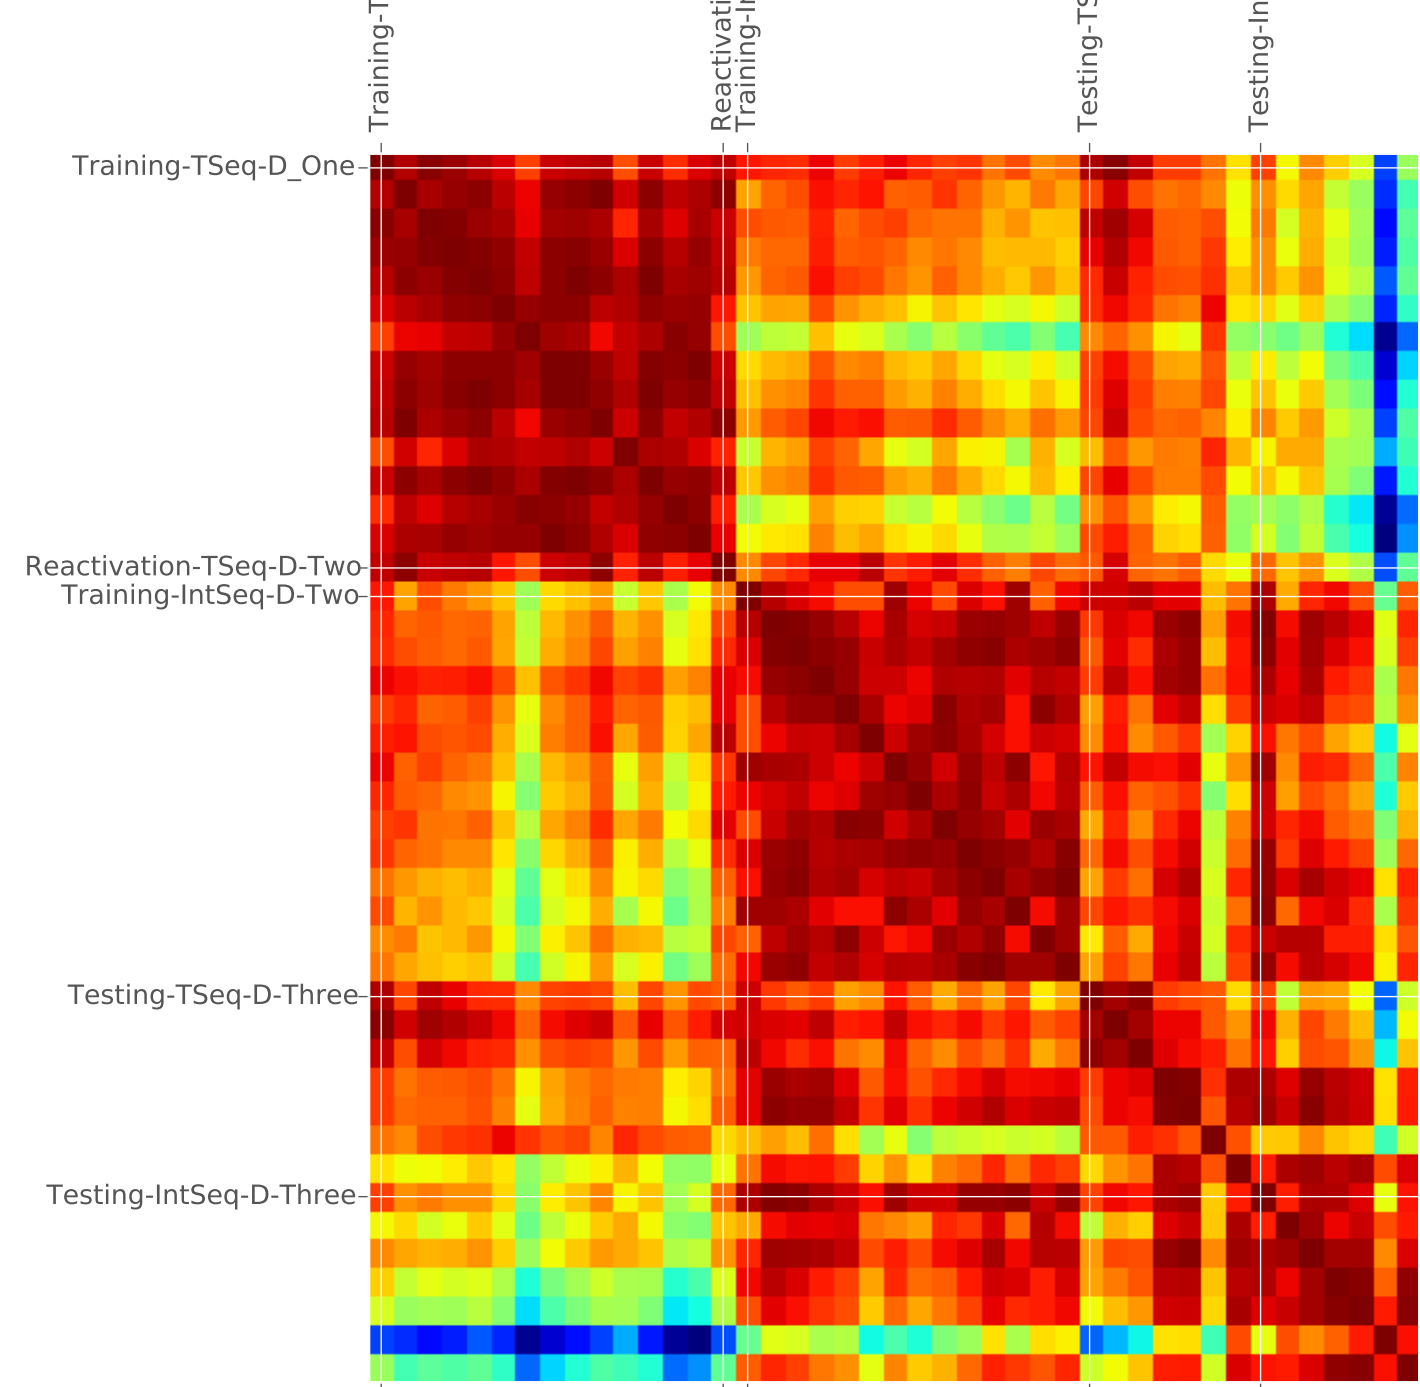 Training-T
Reactivati
Training-In
Testing-TS
Testing-In
Training-TSeq-D_One
Reactivation-TSeq-D-Two
Training-IntSeq-D-Two
Testing-TSeq-D-Three
Testing-IntSeq-D-Three